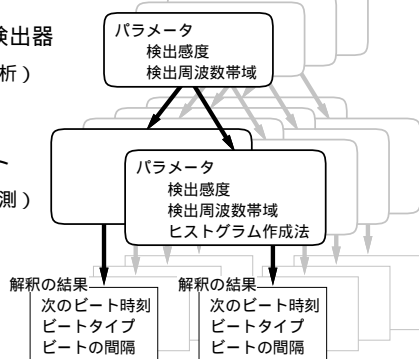 検出器
パラメータ
検出感度
検出周波数帯域
析）
ト
測）
パラメータ
検出感度
検出周波数帯域
ヒストグラム作成法
解釈の結果
次のビート時刻
ビートタイプ
ビートの間隔
解釈の結果
次のビート時刻
ビートタイプ
ビートの間隔